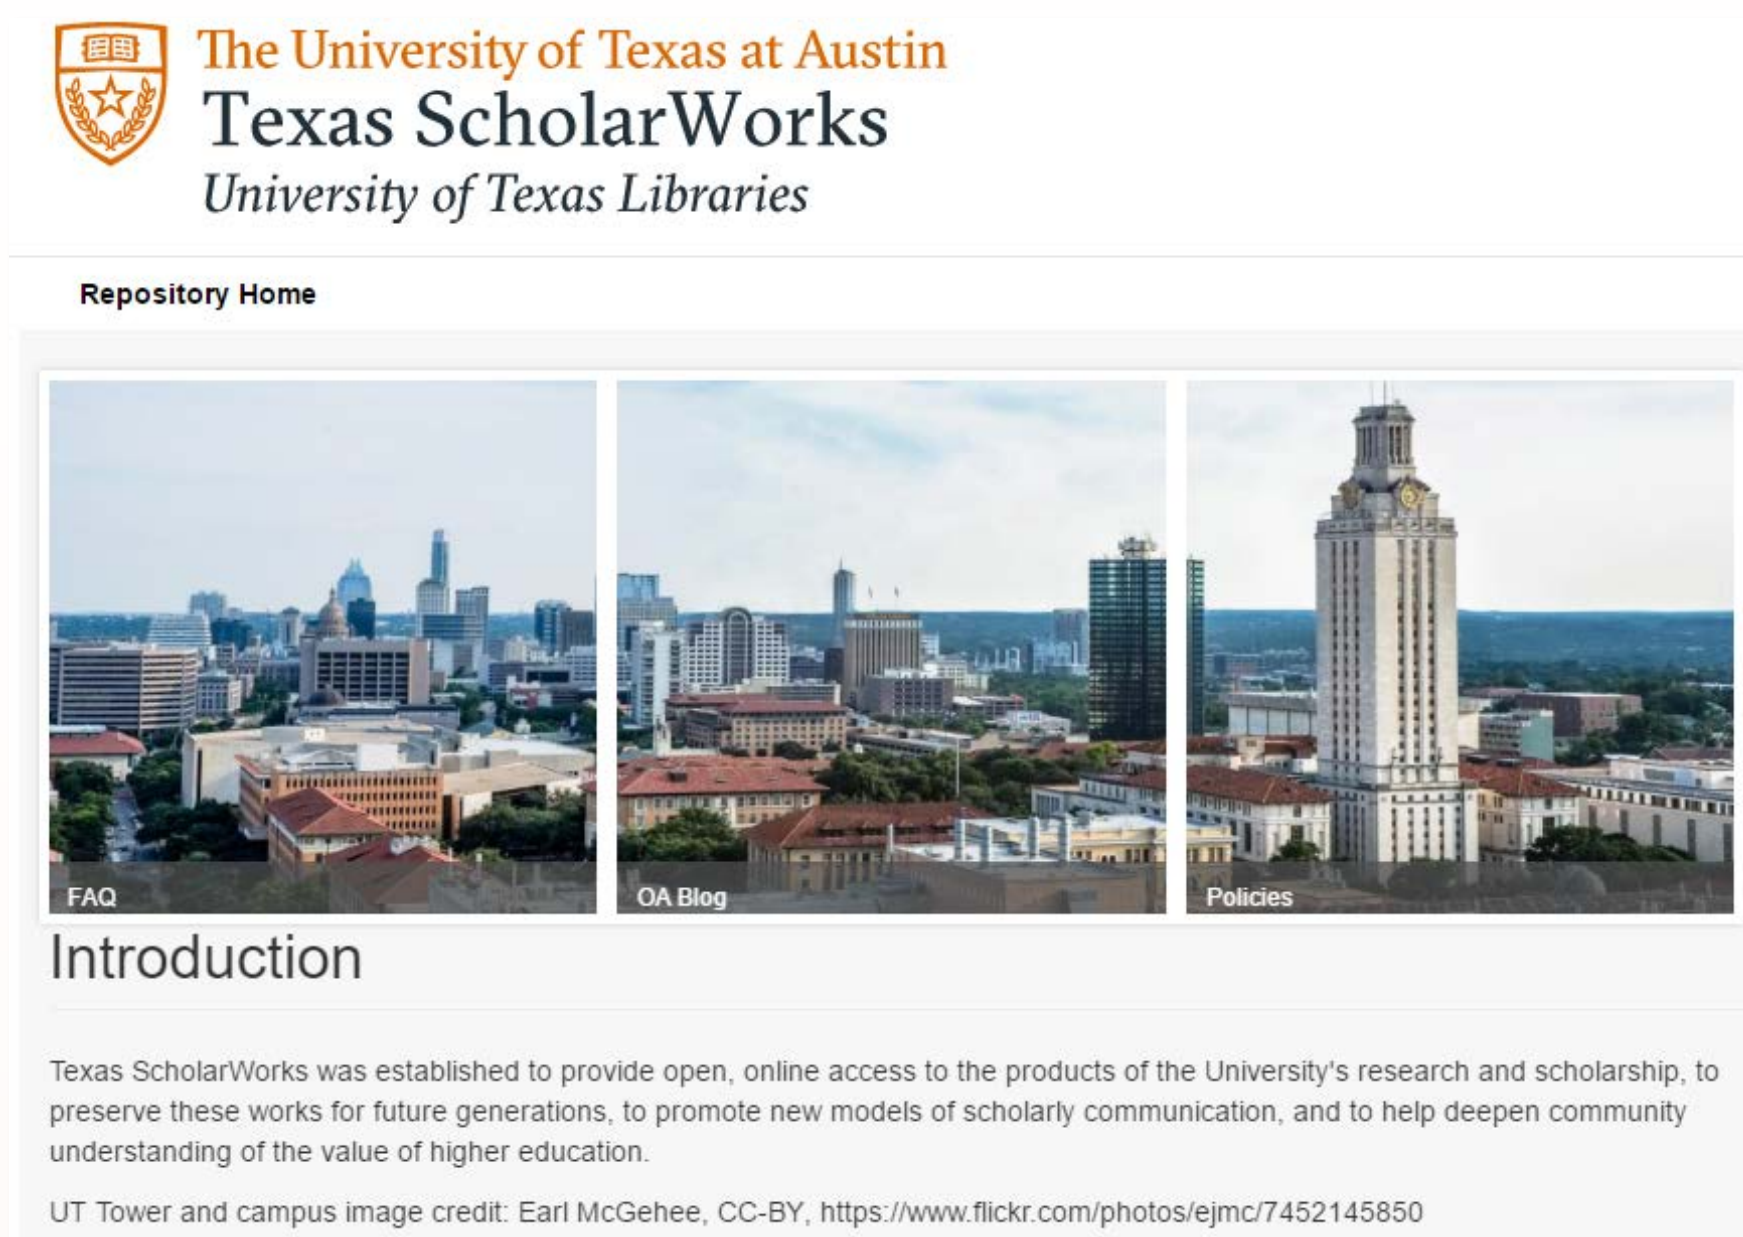 The University of Texas at Austin
Texas ScholarWorks
University of Texas Libraries
Repository Home
FAQ
OA Blog
Policies
Introduction
Texas ScholarWorks was established to provide open, online access to the products of the University's research and scholarship, to
preserve these works for future generations, to promote new models of scholarly communication, and to help deepen community
understanding of the value of higher education.
UT Tower and campus image credit: Earl McGehee, CC-BY, https://www.flickr.com/photos/ejmc/7452145850